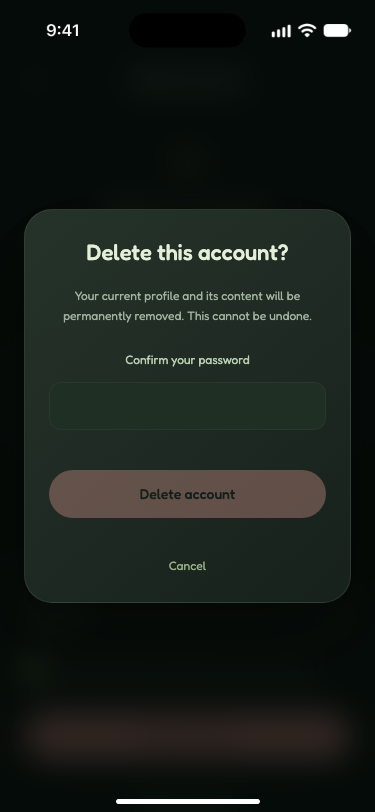 9:41
Delete this account?
Your current profile and its content will be
permanently removed. This cannot be undone.
Confirm your password
Delete account
Cancel